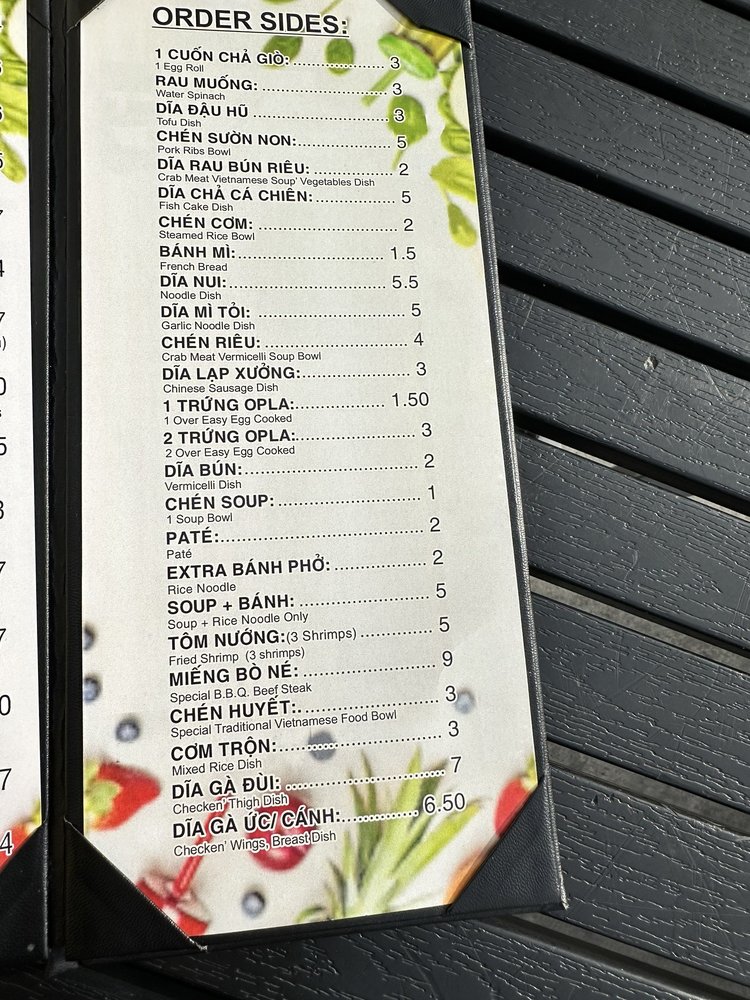 ORDER SIDES:
1 CUỐN CHẢ GIÒ: 3
1 Egg Roll
RAU MUỐNG: 3
Water Spinach
DĨA ĐẬU HŨ 3
Tofu Dish
CHÉN SƯỜN NON: 5
Pork Ribs Bowl
DĨA RAU BÚN RIÊU: 2
Crab Meat Vietnamese Soup' Vegetables Dish
DĨA CHẢ CÁ CHIÊN: 5
Fish Cake Dish
CHÉN CƠM: 2
Steamed Rice Bowl
BÁNH MÌ: 1.5
French Bread
DĨA NUI: 5.5
Noodle Dish
DĨA MÌ TỎI: 5
Garlic Noodle Dish
CHÉN RIÊU: 4
Crab Meat Vermicelli Soup Bowl
DĨA LẠP XƯỞNG: 3
Chinese Sausage Dish
1 TRỨNG OPLA: 1.50
1 Over Easy Egg Cooked
2 TRỨNG OPLA: 3
2 Over Easy Egg Cooked
DĨA BÚN: 2
Vermicelli Dish
CHÉN SOUP: 1
1 Soup Bowl
PATÉ: 2
Paté
EXTRA BÁNH PHỞ: 2
Rice Noodle
SOUP + BÁNH: 5
Soup + Rice Noodle Only
TÔM NƯỚNG:(3 Shrimps) 5
Fried Shrimp (3 shrimps)
MIẾNG BÒ NÉ: 9
Special B.B.Q. Beef Steak
CHÉN HUYẾT: 3
Special Traditional Vietnamese Food Bowl
CƠM TRỘN: 3
Mixed Rice Dish
DĨA GÀ ĐÙI: 7
Checken' Thigh Dish
DĨA GÀ ỨC/ CÁNH: 6.50
Checken' Wings, Breast Dish